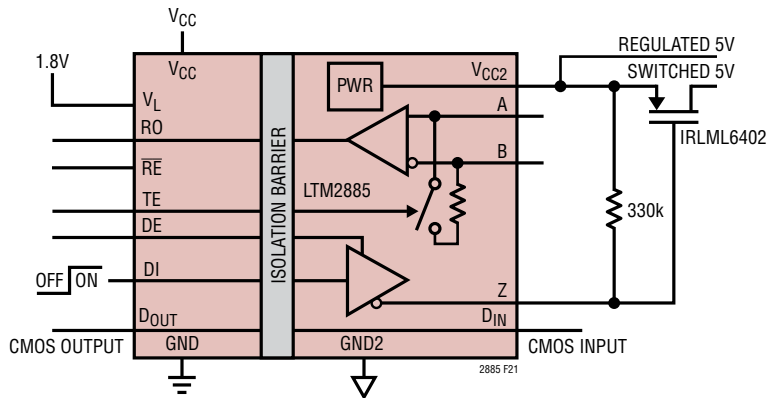 VCC
REGULATED 5V
1.8V
VCC
VCC2
SWITCHED 5V
PWR
VL
A
RO
IRLML6402
B
RE
ISOLATION BARRIER
LTM2885
TE
330k
DE
OFF ON
DI
Z
DOUT
DIN
CMOS OUTPUT
GND
GND2
CMOS INPUT
2885 F21